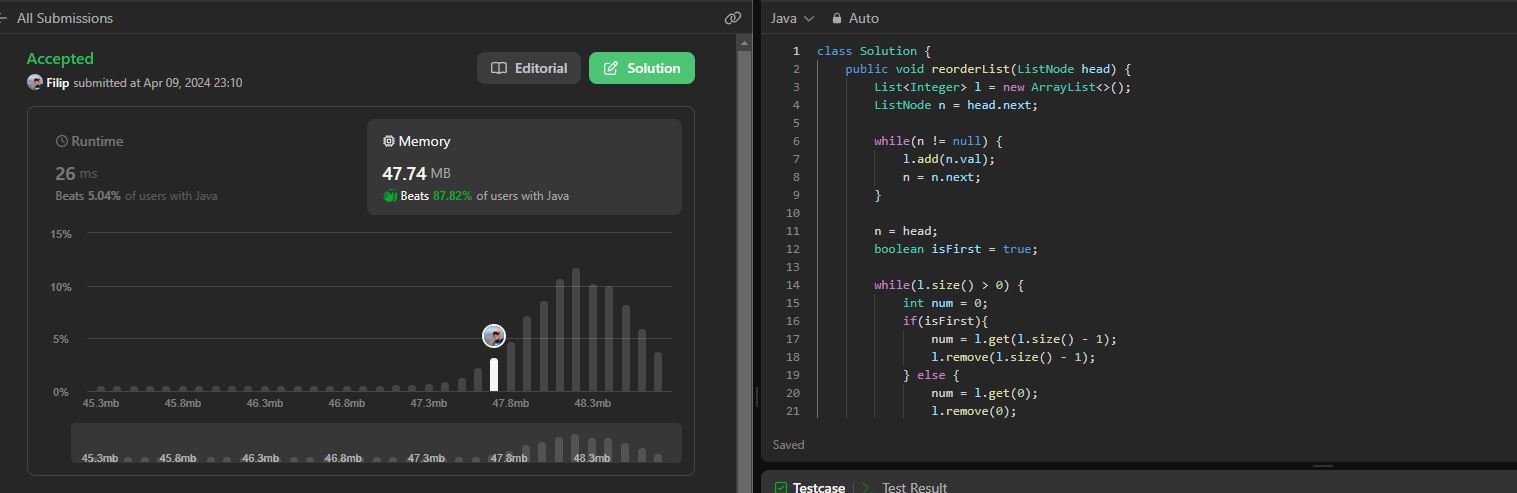 All Submissions
Accepted
Filip submitted at Apr 09, 2024 23:10
Editorial
Solution
Runtime
26 ms
Beats 5.04% of users with Java
Memory
47.74 MB
Beats 87.82% of users with Java
15%
10%
5%
0%
45.3mb 45.8mb 46.3mb 46.8mb 47.3mb 47.8mb 48.3mb
45.3mb 45.8mb 46.3mb 46.8mb 47.3mb 47.8mb 48.3mb
Java Auto
1 class Solution {
2 public void reorderList(ListNode head) {
3 List<Integer> l = new ArrayList<>();
4 ListNode n = head.next;
5
6 while(n != null) {
7 l.add(n.val);
8 n = n.next;
9 }
10
11 n = head;
12 boolean isFirst = true;
13
14 while(l.size() > 0) {
15 int num = 0;
16 if(isFirst){
17 num = l.get(l.size() - 1);
18 l.remove(l.size() - 1);
19 } else {
20 num = l.get(0);
21 l.remove(0);
Saved
Testcase Test Result